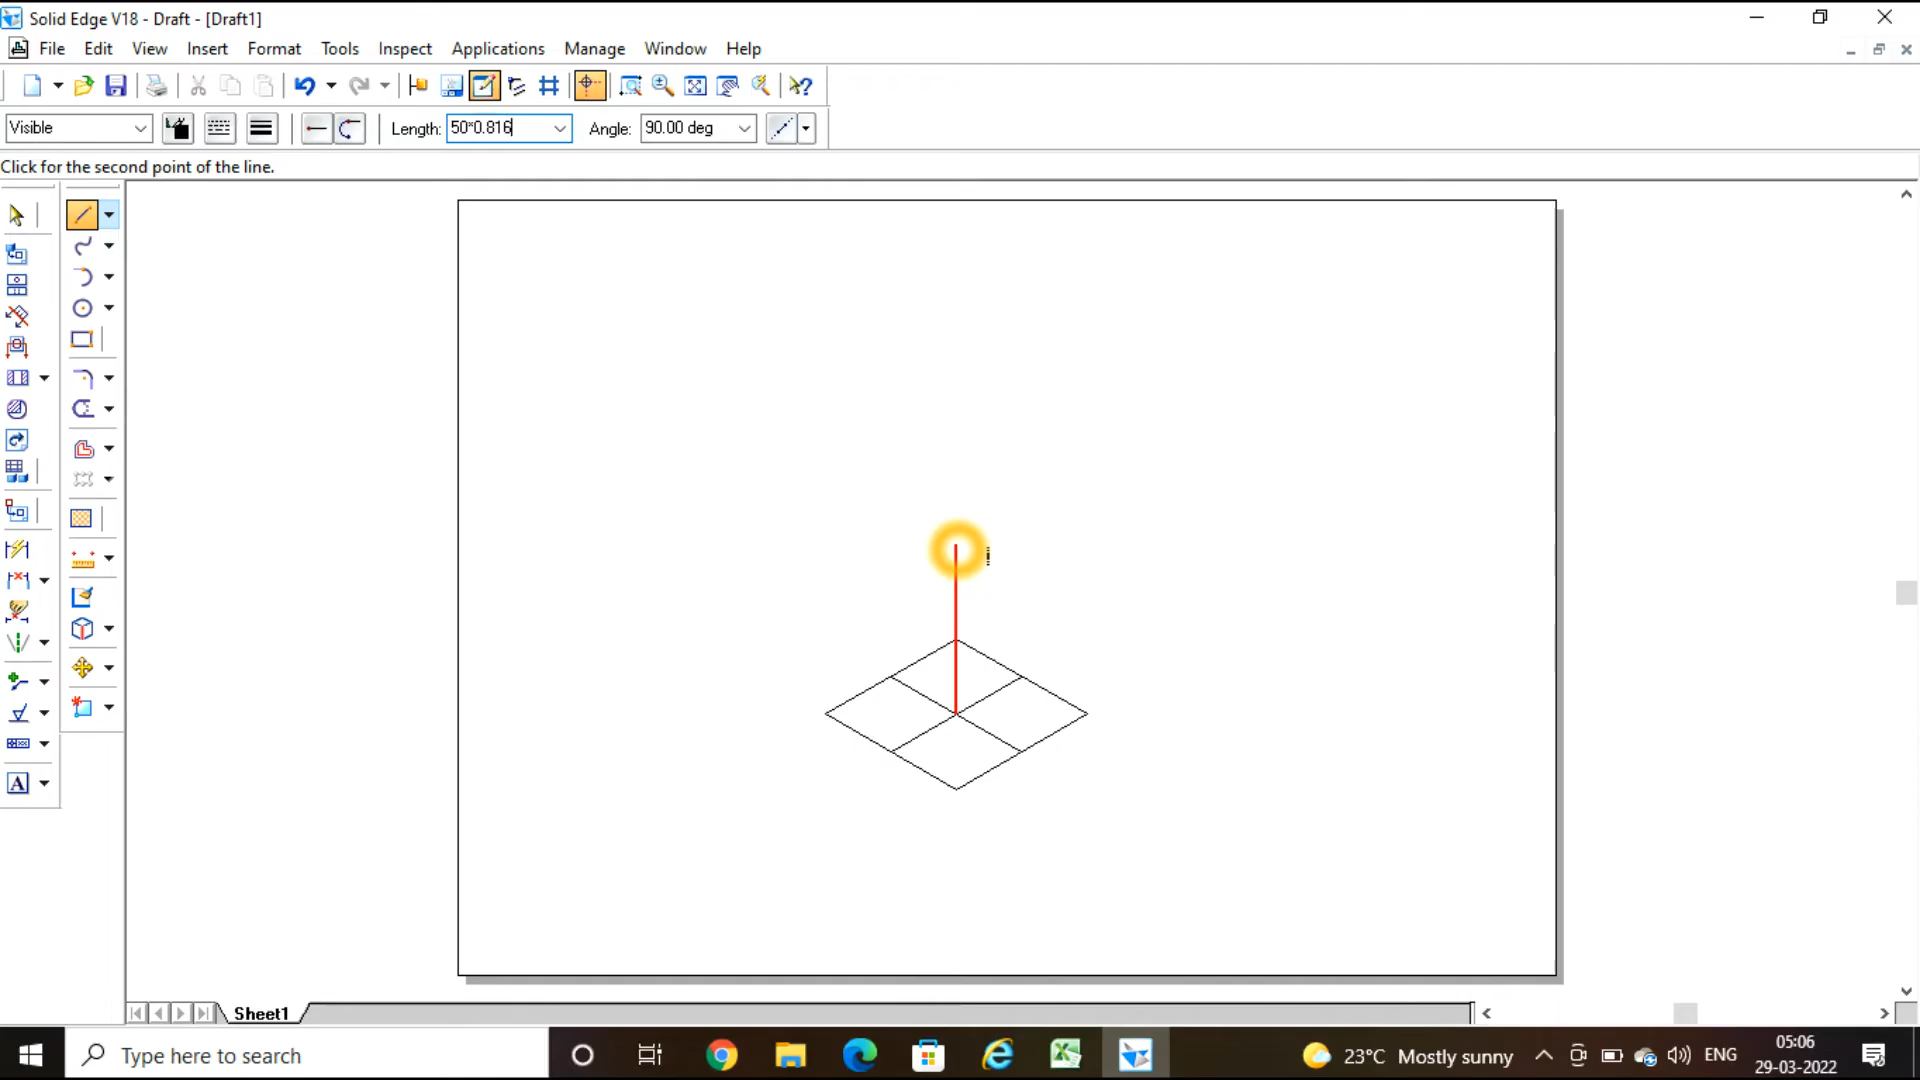 Solid Edge V18 - Draft - [Draft1]
File Edit View Insert Format Tools Inspect Applications Manage Window Help
Visible Length: 50*0.816 Angle: 90.00 deg
Click for the second point of the line.
A
Sheet1
Type here to search 23°C Mostly sunny ENG 05:06
29-03-2022